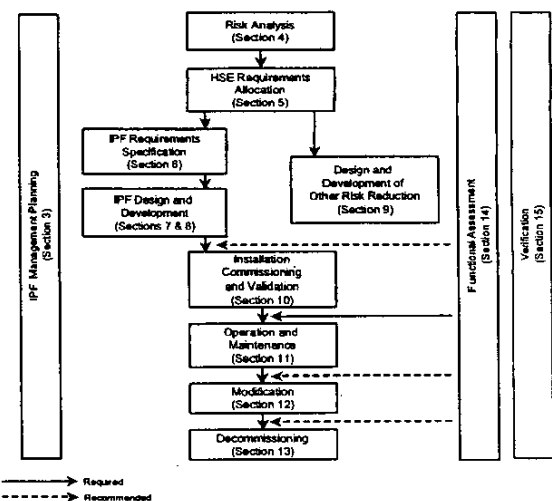 Risk Analysis
(Section 4)
HSE Requirements
Allocation
(Section 5)
IPF Requirements
Specification
(Section 6)
Design and
Development of
Other Risk Reduction
(Section 9)
IPF Design and
Development
(Sections 7 & 8)
Installation
Commissioning
and Validation
(Section 10)
Operation and
Maintenance
(Section 11)
Modification
(Section 12)
Decommissioning
(Section 13)
IPF Management Planning
(Section 3)
Functional Assessment
(Section 14)
Verification
(Section 15)
Required
Recommended